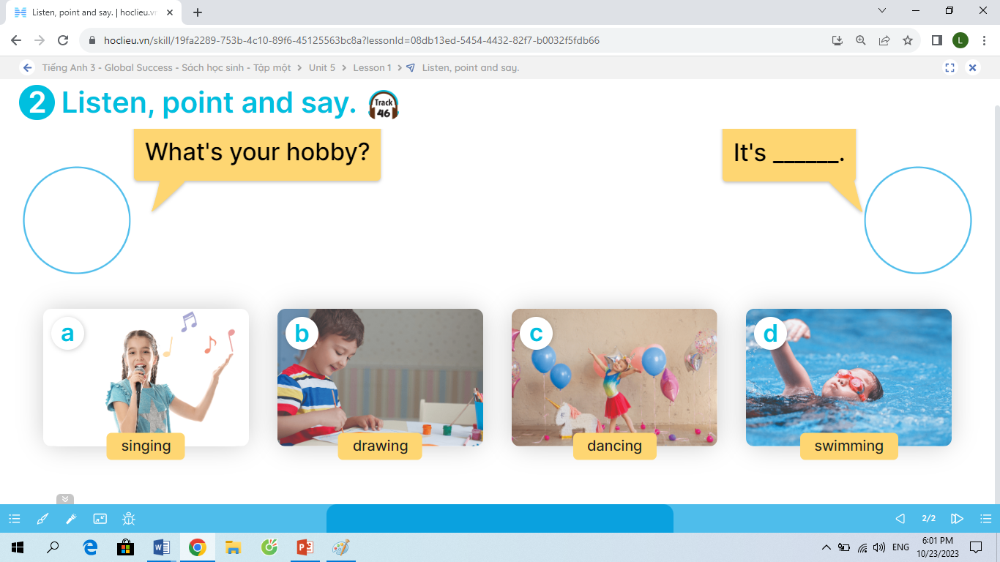 Listen, point and say. | hoclieu.vn
hoclieu.vn/skill/19fa2289-753b-4c10-89f6-45125563bc8a?lessonId=08db13ed-5454-4432-82f7-b0032f5fdb66
L
Tiếng Anh 3 - Global Success - Sách học sinh - Tập một > Unit 5 > Lesson 1 > Listen, point and say.
2 Listen, point and say. Track 46
What's your hobby?
It's ______.
a
b
c
d
singing
drawing
dancing
swimming
2/2
ENG
6:01 PM
10/23/2023